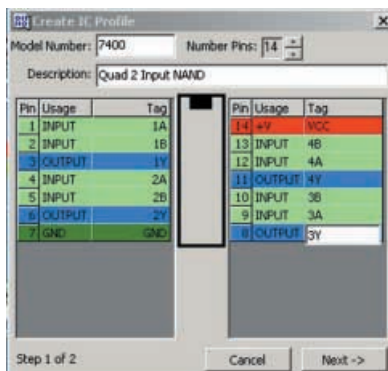 Create IC Profile
Model Number: 7400 Number Pins: 14
Description: Quad 2 Input NAND
Pin Usage Tag Pin Usage Tag
1 INPUT 1A 14 +V VCC
2 INPUT 1B 13 INPUT 4B
3 OUTPUT 1Y 12 INPUT 4A
4 INPUT 2A 11 OUTPUT 4Y
5 INPUT 2B 10 INPUT 3B
6 OUTPUT 2Y 9 INPUT 3A
7 GND GND 8 OUTPUT 3Y
Step 1 of 2 Cancel Next ->